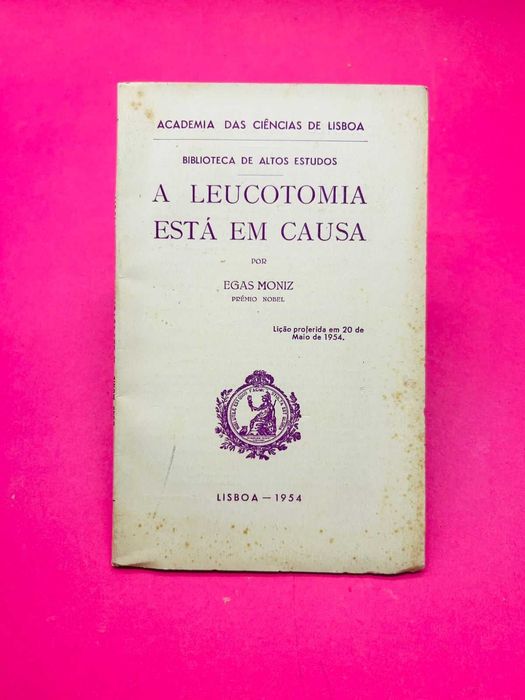 ACADEMIA DAS CIÊNCIAS DE LISBOA
BIBLIOTECA DE ALTOS ESTUDOS
A LEUCOTOMIA
ESTÁ EM CAUSA
POR
EGAS MONIZ
PRÉMIO NOBEL
Lição proferida em 20 de
Maio de 1954.
LISBOA — 1954